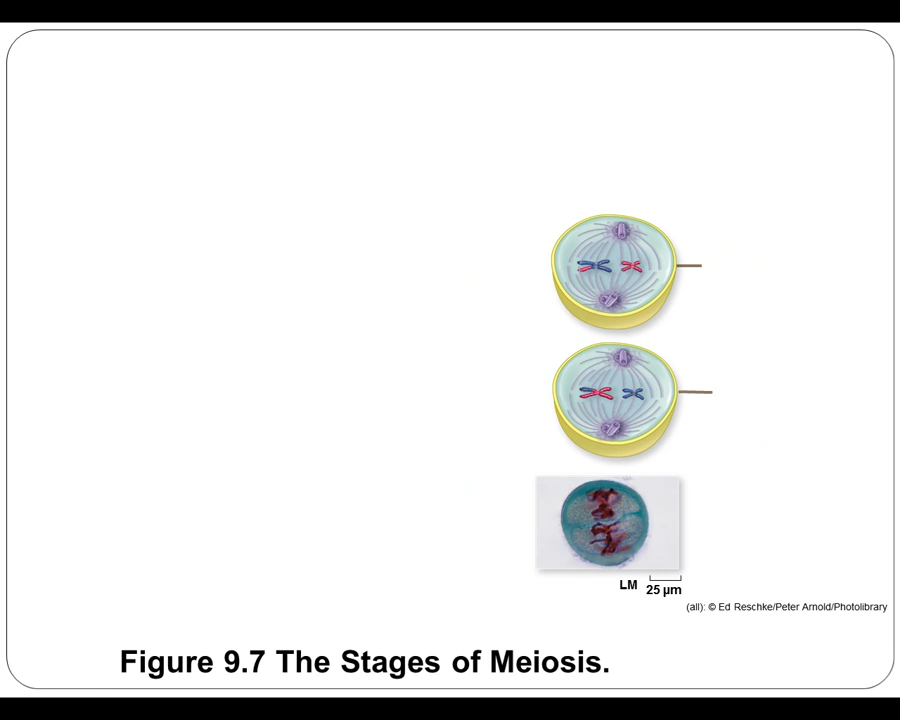 LM
25 µm
(all): © Ed Reschke/Peter Arnold/Photolibrary
Figure 9.7 The Stages of Meiosis.